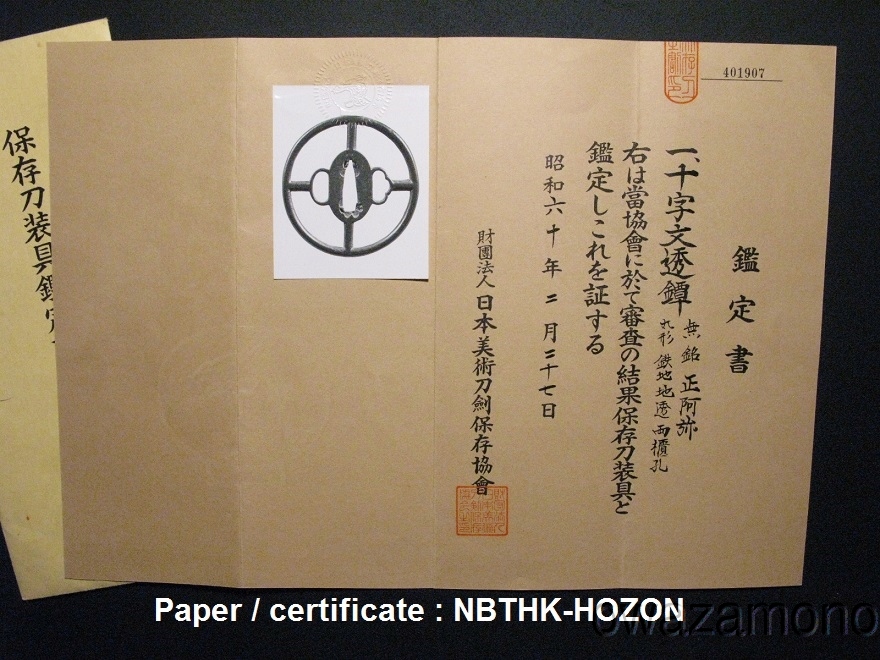 401907
鑑定書
一、十字文透鐔
無銘 正阿弥
丸形 鉄地地透 両櫃孔
右は當協會に於て審査の結果保存刀装具と
鑑定しこれを証する
昭和六十年二月二十七日
財團法人日本美術刀劍保存協會
保存刀装具鑑定
Paper / certificate : NBTHK-HOZON
owazamono